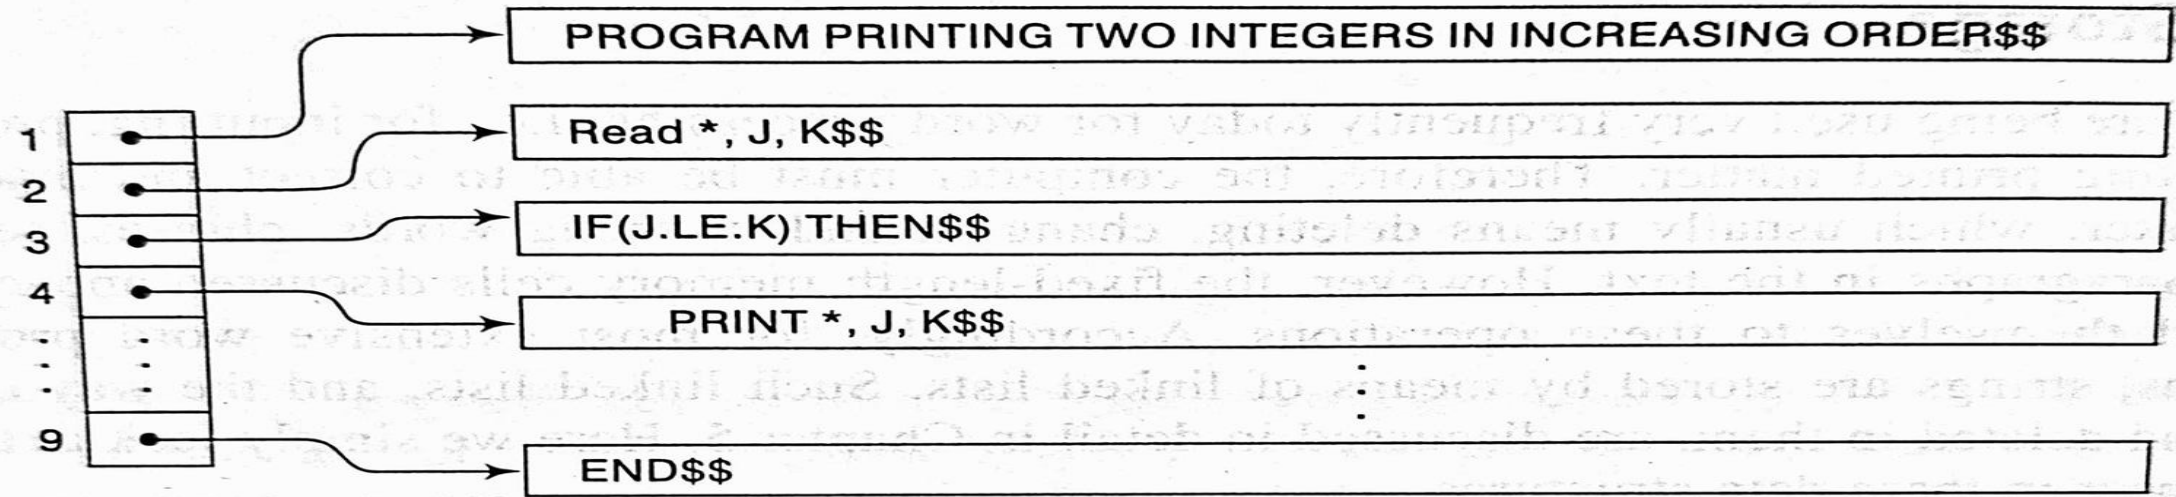 PROGRAM PRINTING TWO INTEGERS IN INCREASING ORDER$$
1
Read *, J, K$$
2
IF(J.LE.K) THEN$$
3
4
PRINT *, J, K$$
9
END$$